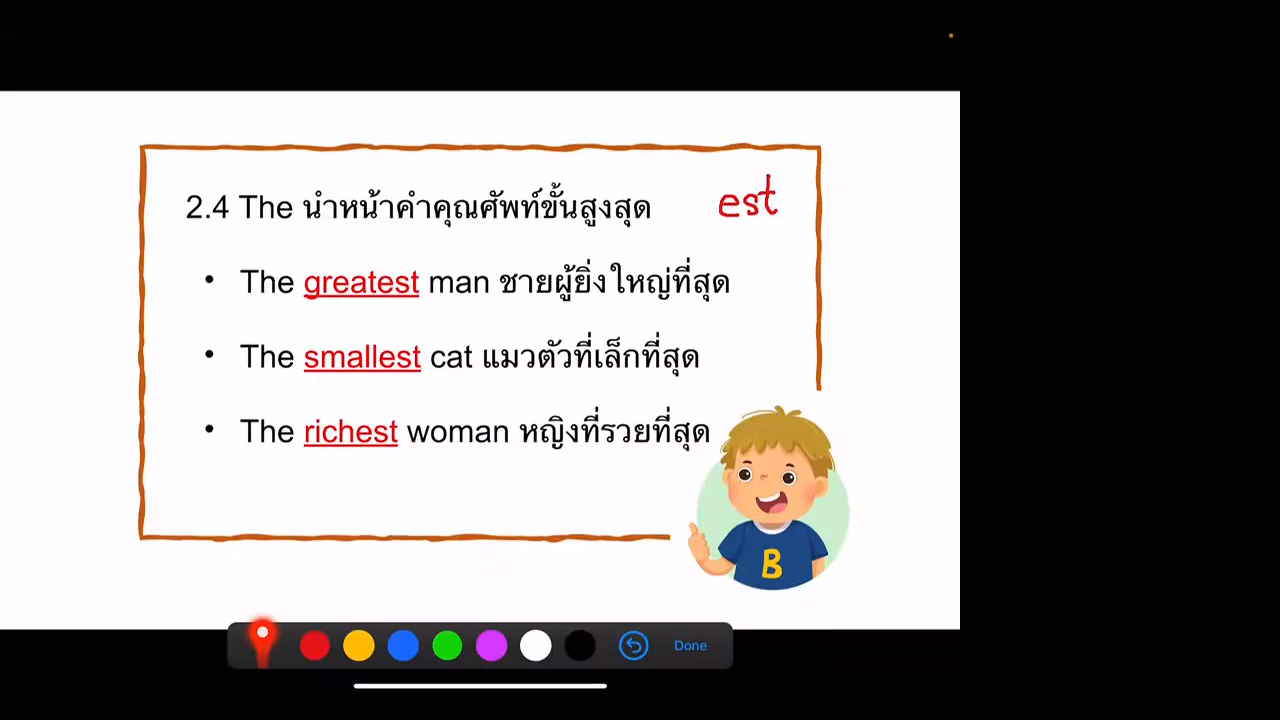 2.4 The นำหน้าคำคุณศัพท์ขั้นสูงสุด est
• The greatest man ชายผู้ยิ่งใหญ่ที่สุด
• The smallest cat แมวตัวที่เล็กที่สุด
• The richest woman หญิงที่รวยที่สุด
B
Done